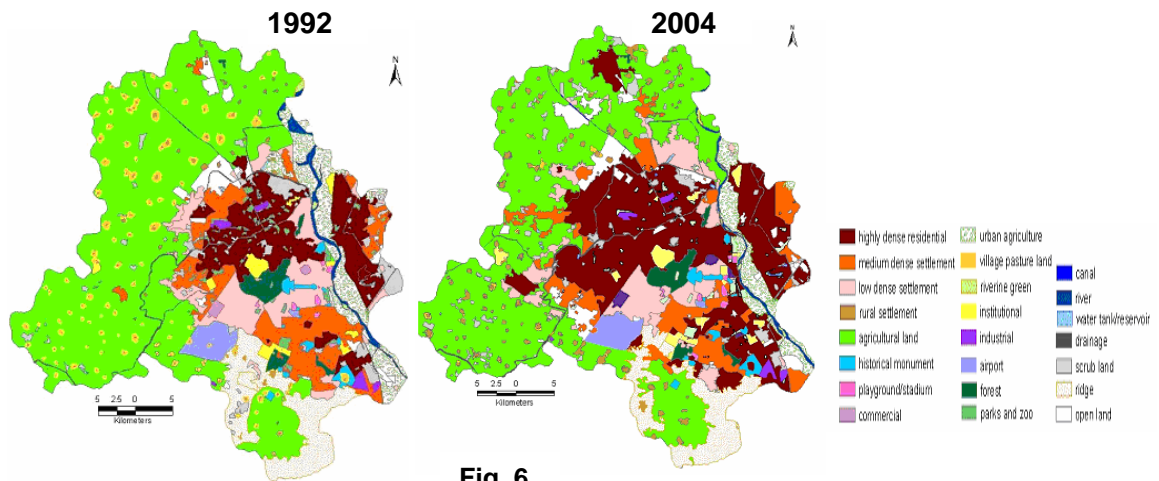 1992
2004
N
N
5 2.5 0 5
Kilometers
5 2.5 0 5
Kilometers
Fig. 6
highly dense residential
medium dense settlement
low dense settlement
rural settlement
agricultural land
historical monument
playground/stadium
commercial
urban agriculture
village pasture land
riverine green
institutional
industrial
airport
forest
parks and zoo
canal
river
water tank/reservoir
drainage
scrub land
ridge
open land